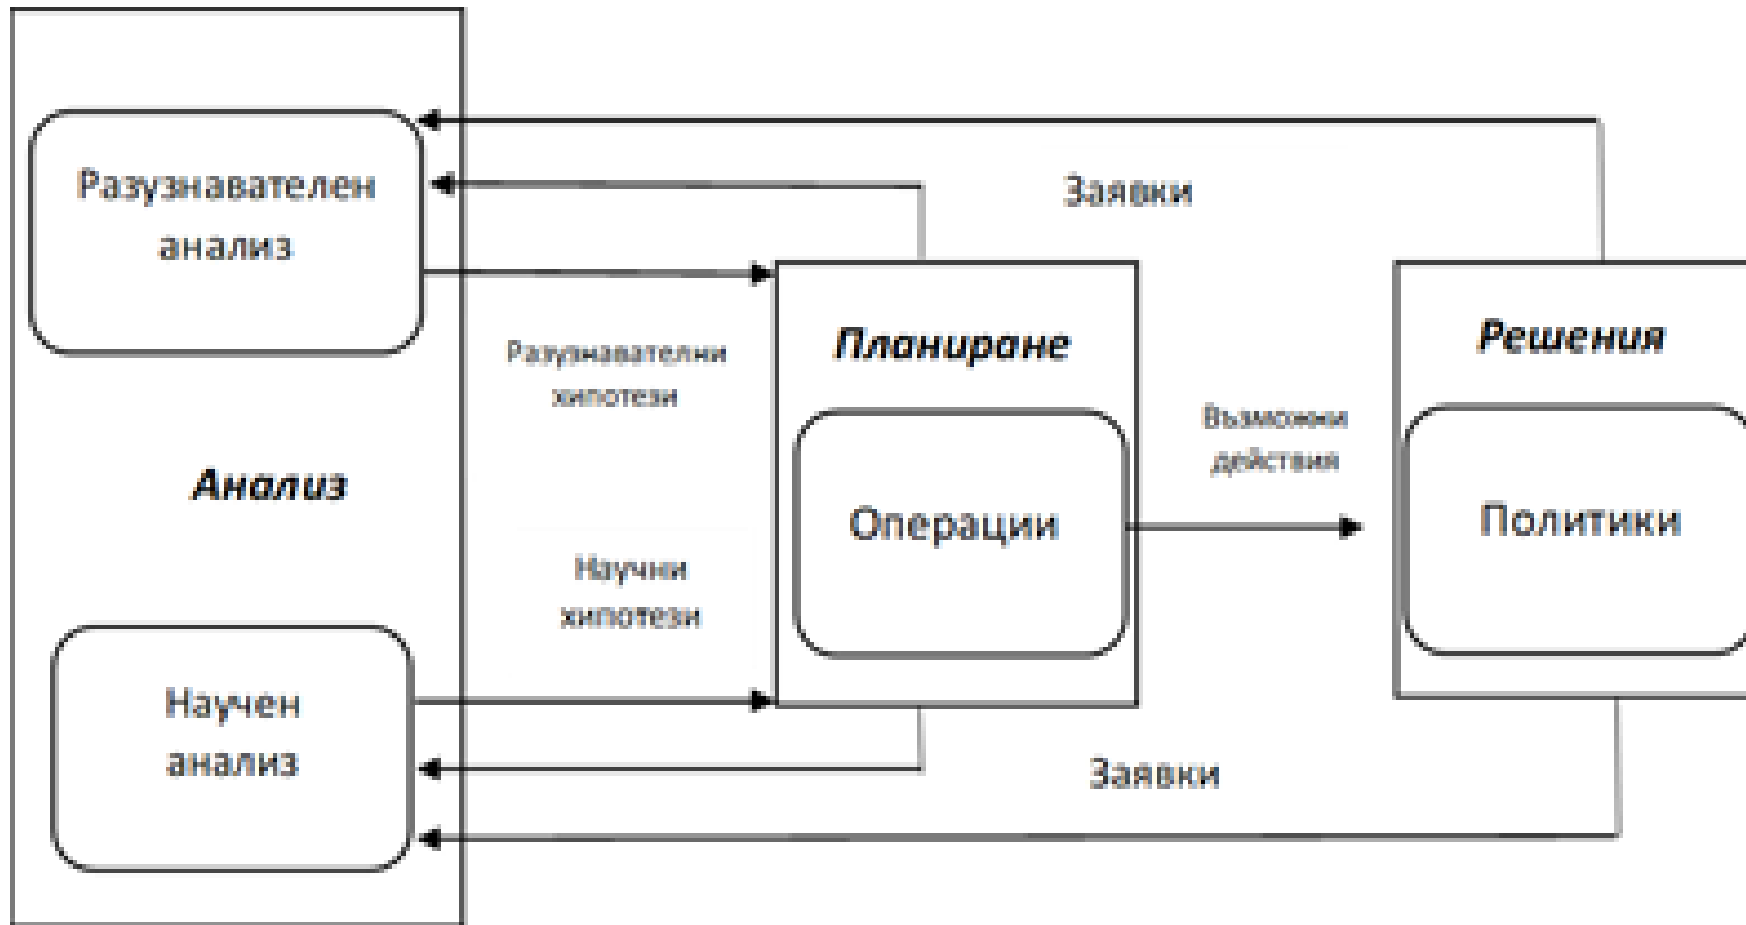 Разузнавателен
анализ
Заявки
Разузнавателни
хипотези
Планиране
Решения
Възможни
действия
Анализ
Операции
Политики
Научни
хипотези
Научен
анализ
Заявки